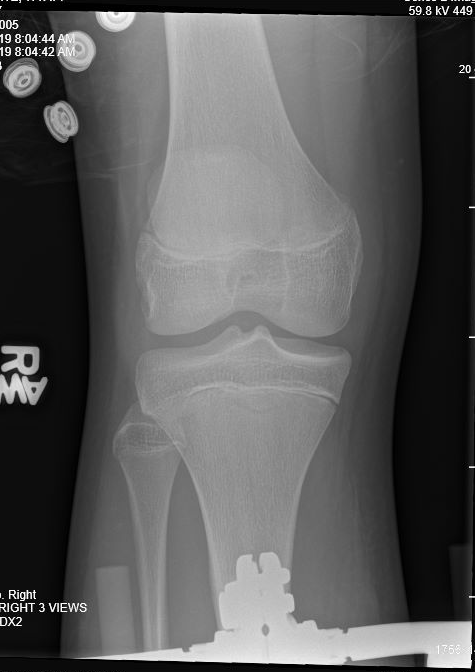 59.8 kV 449
005
19 8:04:44 AM
19 8:04:42 AM
20
R
AW
. Right
RIGHT 3 VIEWS
DX2
1756